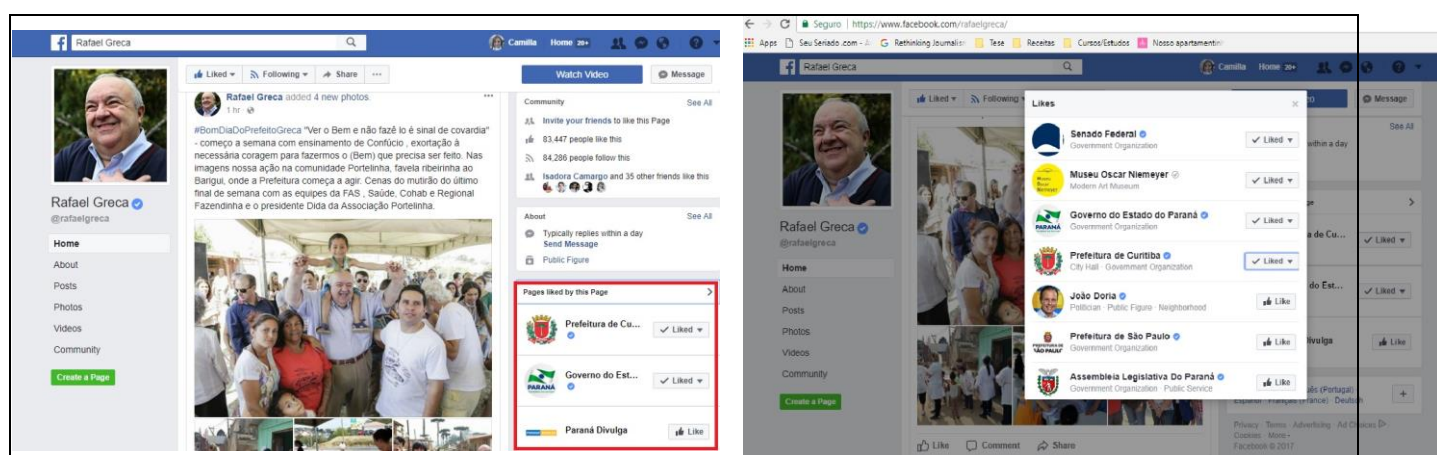 Rafael Greca
Camilla Home 20+
Liked Following Share ...
Watch Video
Message
Rafael Greca
@rafaelgreca
Home
About
Posts
Photos
Videos
Community
Create a Page
Rafael Greca added 4 new photos.
1 hr
#BomDiaDoPrefeitoGreca "Ver o Bem e não fazê lo é sinal de covardia"
- começo a semana com ensinamento de Confúcio , exortação à
necessária coragem para fazermos o (Bem) que precisa ser feito. Nas
imagens nossa ação na comunidade Portelinha, favela ribeirinha ao
Barigui, onde a Prefeitura começa a agir. Cenas do mutirão do último
final de semana com as equipes da FAS , Saúde, Cohab e Regional
Fazendinha e o presidente Dida da Associação Portelinha.
Community
See All
Invite your friends to like this Page
83,447 people like this
84,286 people follow this
Isadora Camargo and 35 other friends like this
About
See All
Typically replies within a day
Send Message
Public Figure
Pages liked by this Page
Prefeitura de Cu...
Liked
Governo do Est...
Liked
PARANÁ
Paraná Divulga
Like
Seguro https://www.facebook.com/rafaelgreca/
Apps Seu Seriado .com - Rethinking Journalis Tese Receitas Cursos/Estudos Nosso apartament
Rafael Greca
Camilla Home 20+
Liked Following
Message
Rafael Greca
@rafaelgreca
Home
About
Posts
Photos
Videos
Community
Create a Page
Likes
Senado Federal
Government Organization
Liked
Museu Oscar Niemeyer
Modern Art Museum
Liked
Governo do Estado do Paraná
Government Organization
Liked
PARANÁ
Prefeitura de Curitiba
City Hall · Government Organization
Liked
João Doria
Politician · Public Figure · Neighborhood
Like
Prefeitura de São Paulo
Government Organization
Like
Assembleia Legislativa Do Paraná
Government Organization · Public Service
Like
See All
within a day
a de Cu...
Liked
do Est...
Liked
Divulga
Like
Español · Français (France) · Deutsch
Privacy · Terms · Advertising · Ad Choices
Cookies · More
Facebook © 2017
Like Comment Share